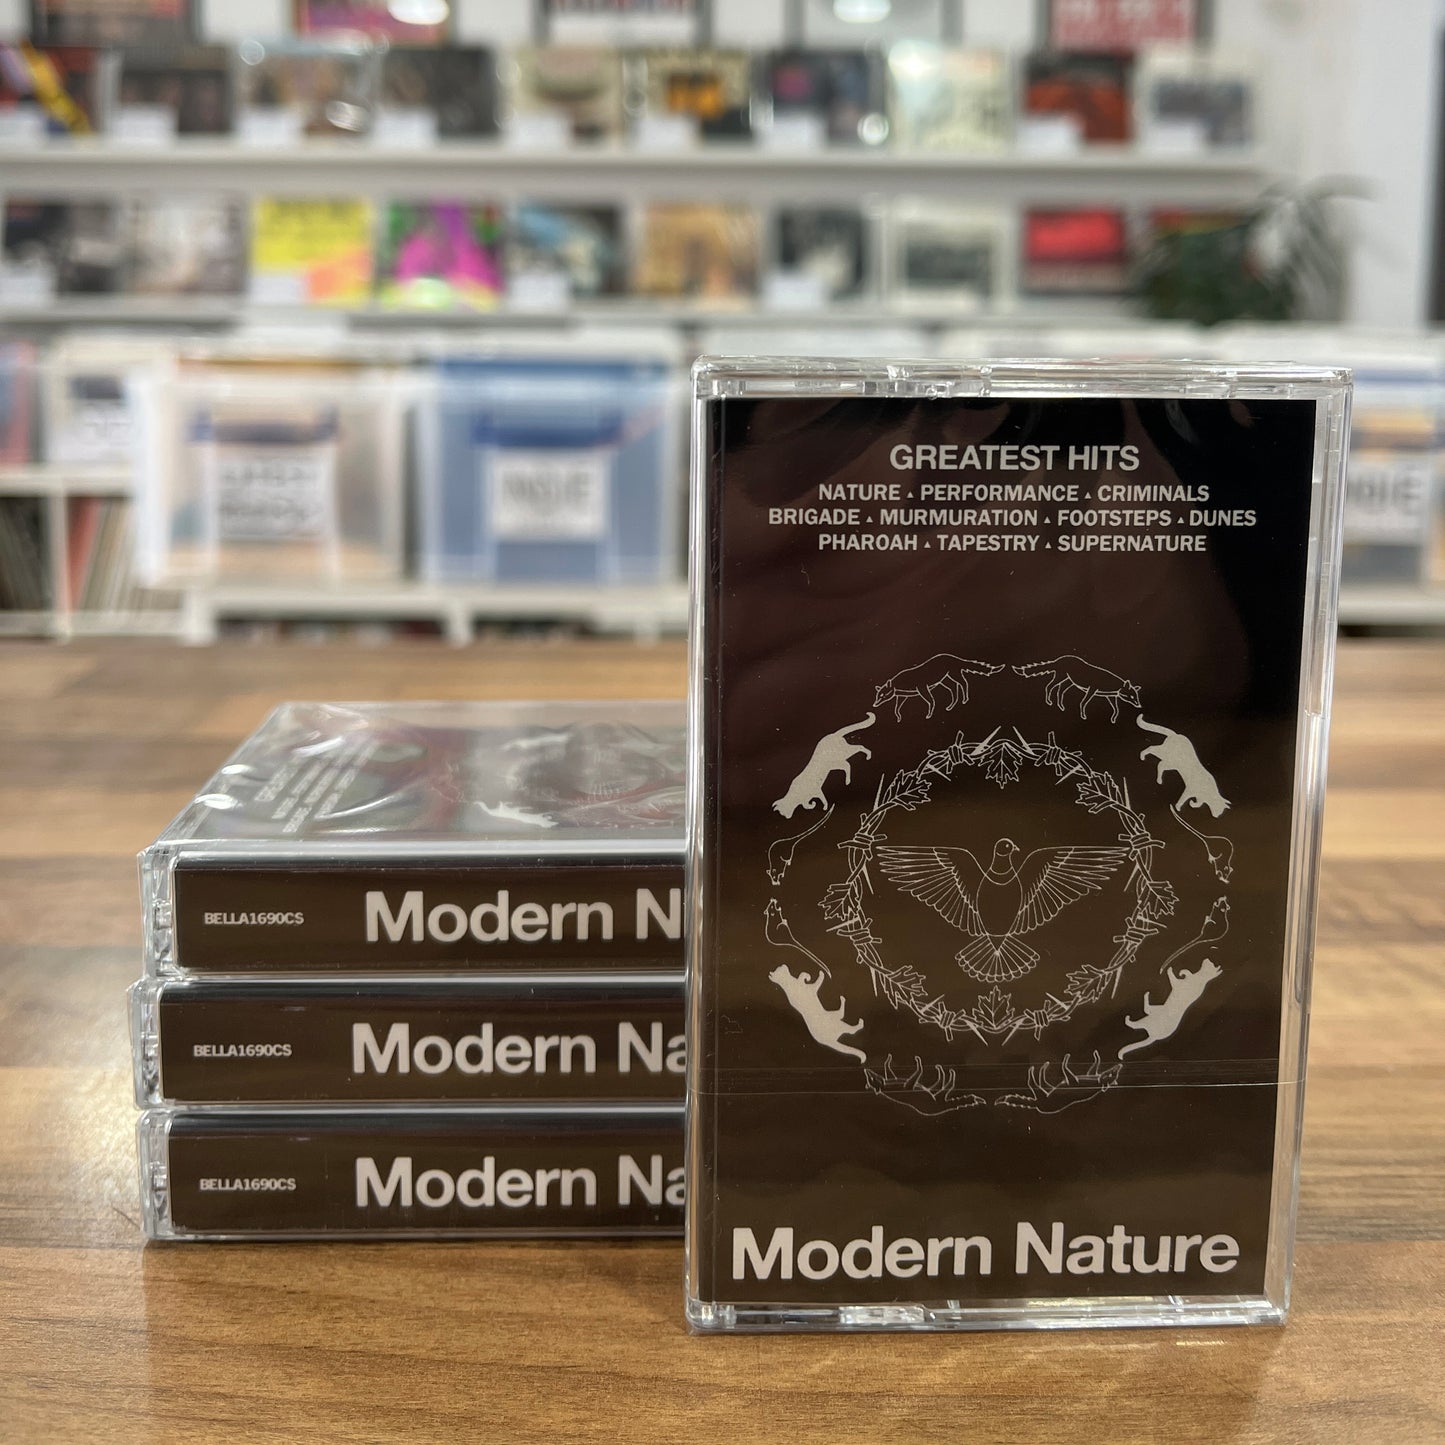 GREATEST HITS
NATURE ▲ PERFORMANCE ▲ CRIMINALS
BRIGADE ▲ MURMURATION ▲ FOOTSTEPS ▲ DUNES
PHAROAH ▲ TAPESTRY ▲ SUPERNATURE
Modern Nature
BELLA1690CS Modern N
BELLA1690CS Modern Na
BELLA1690CS Modern Na
INDIE